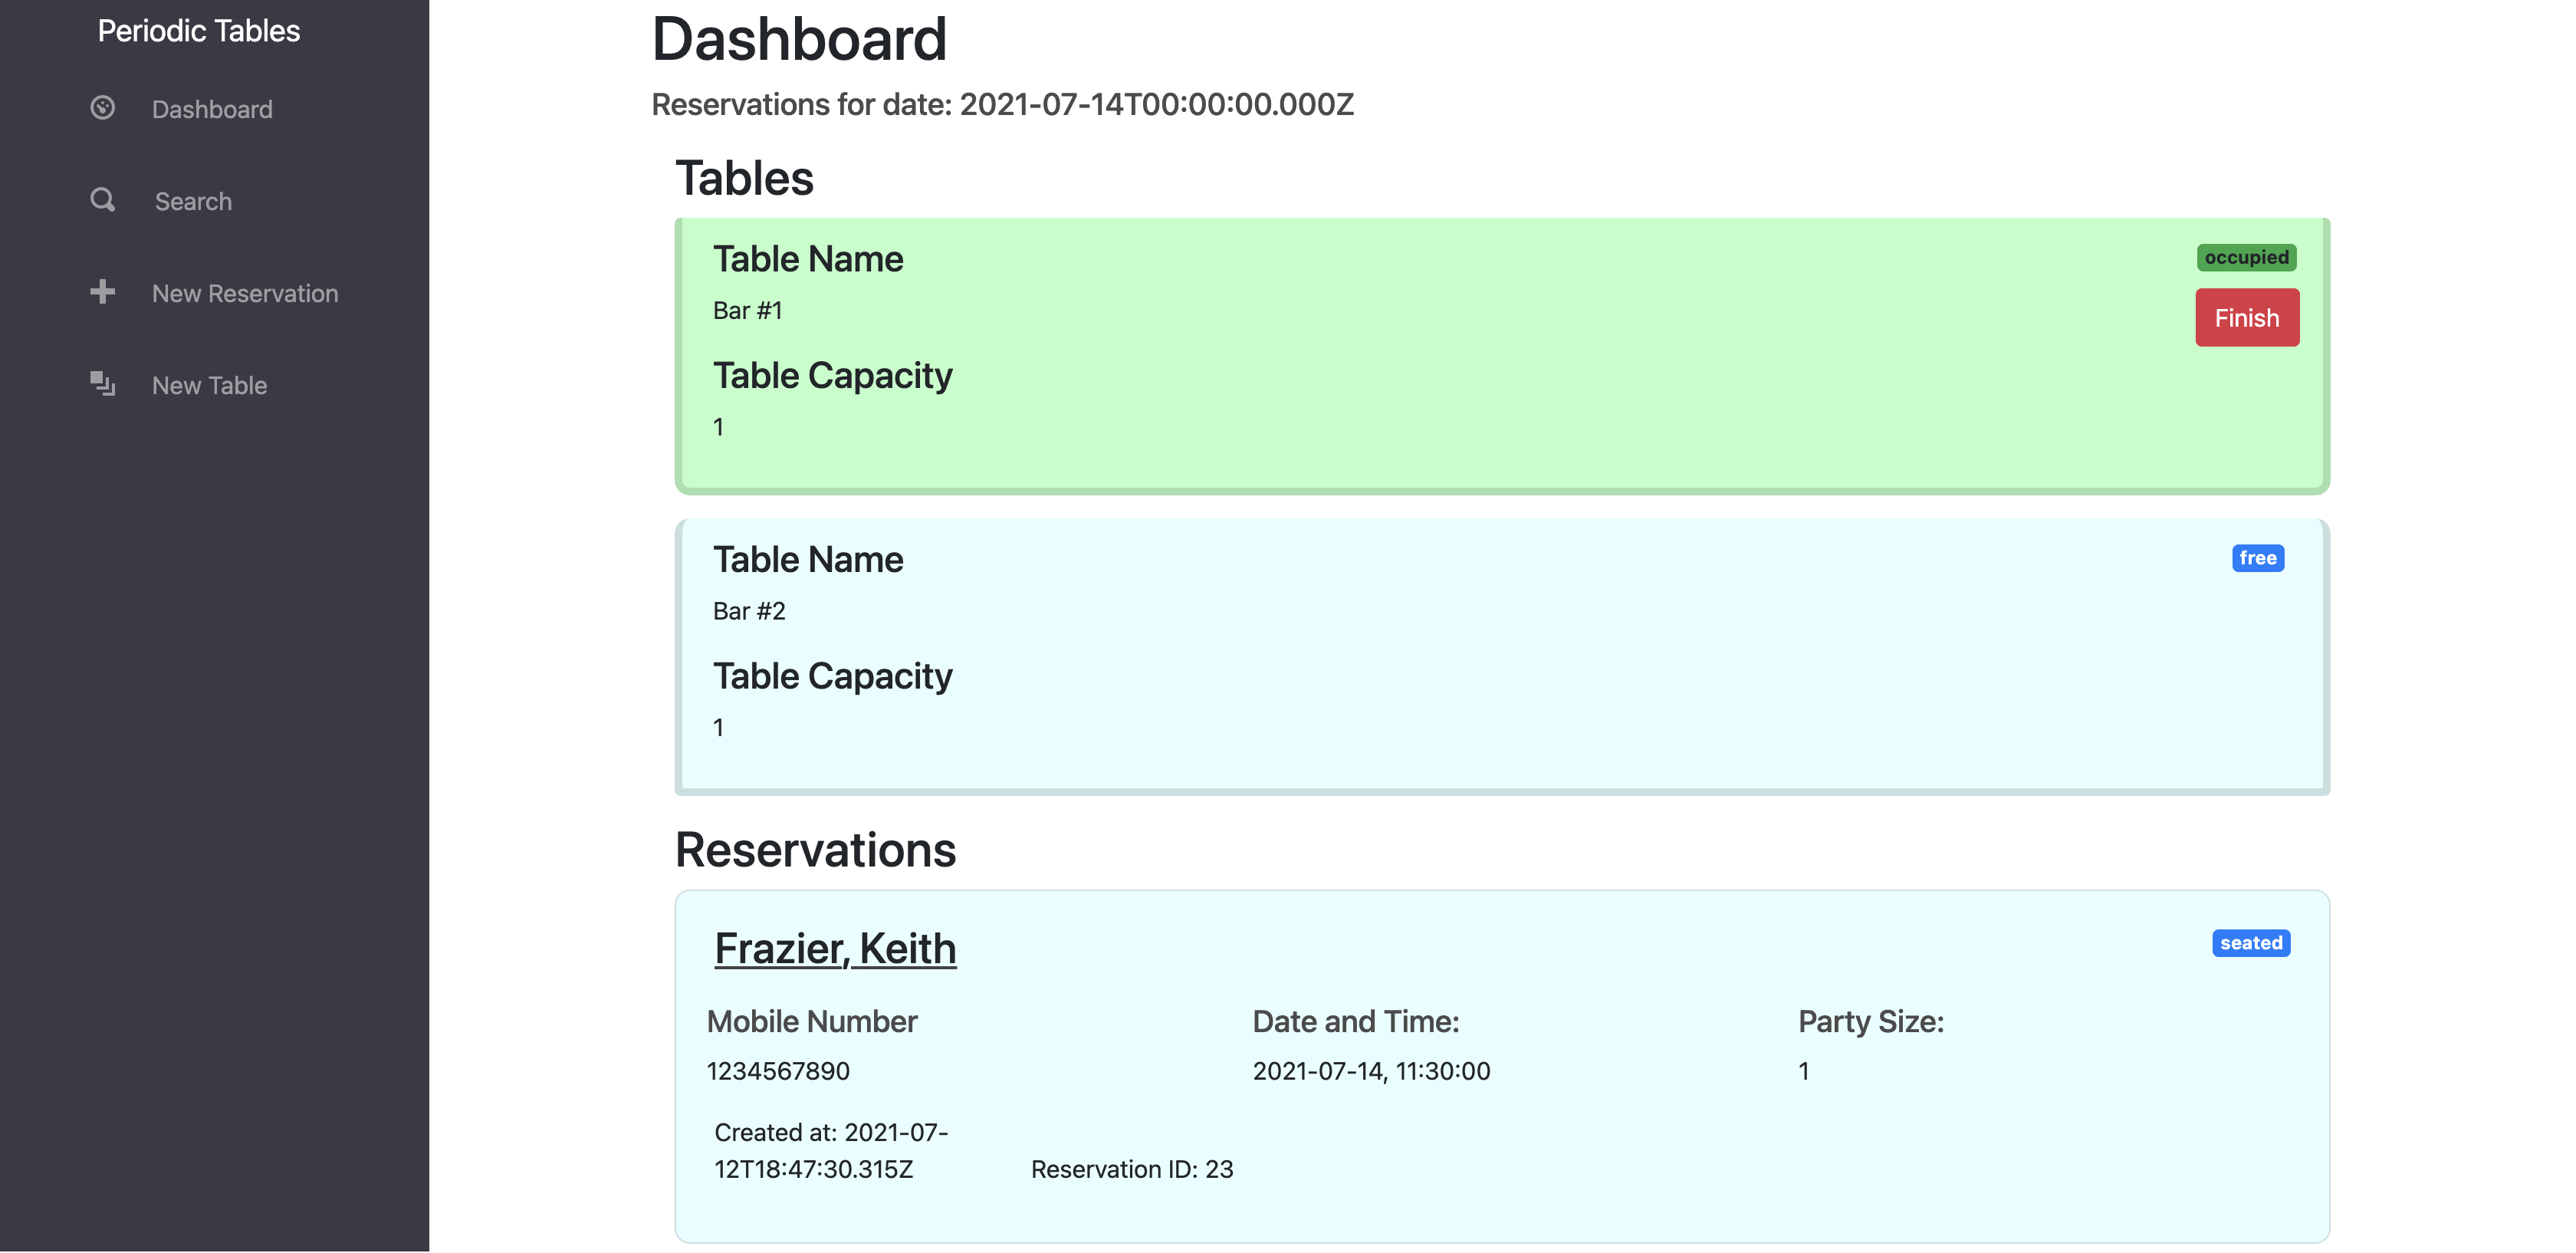 Periodic Tables
Dashboard
Search
New Reservation
New Table
Dashboard
Reservations for date: 2021-07-14T00:00:00.000Z
Tables
Table Name
occupied
Bar #1
Finish
Table Capacity
1
Table Name
free
Bar #2
Table Capacity
1
Reservations
Frazier, Keith
seated
Mobile Number
Date and Time:
Party Size:
1234567890
2021-07-14, 11:30:00
1
Created at: 2021-07-
12T18:47:30.315Z
Reservation ID: 23